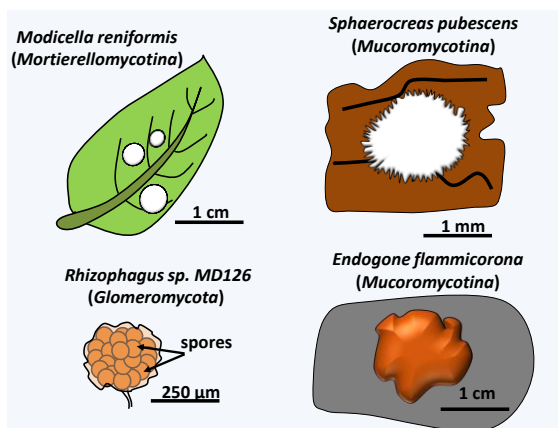 Modicella reniformis
(Mortierellomycotina)
1 cm
Sphaerocreas pubescens
(Mucoromycotina)
1 mm
Rhizophagus sp. MD126
(Glomeromycota)
spores
250 µm
Endogone flammicorona
(Mucoromycotina)
1 cm